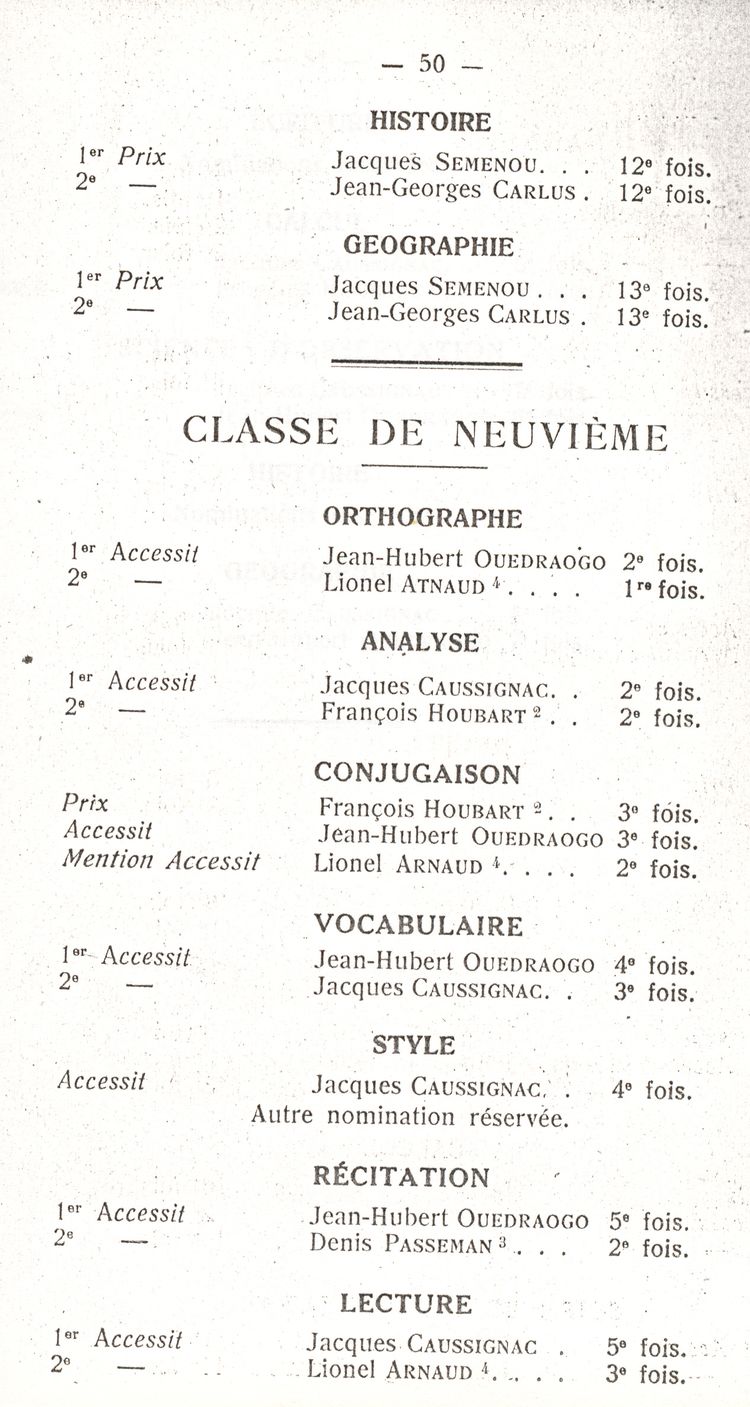 — 50 —
HISTOIRE
1er Prix Jacques SEMENOU. . . 12e fois.
2e — Jean-Georges CARLUS . 12e fois.
GEOGRAPHIE
1er Prix Jacques SEMENOU . . . 13e fois.
2e — Jean-Georges CARLUS . 13e fois.
CLASSE DE NEUVIÈME
ORTHOGRAPHE
1er Accessit Jean-Hubert OUEDRAOGO 2e fois.
2e — Lionel ATNAUD 4 . . . . 1re fois.
ANALYSE
1er Accessit Jacques CAUSSIGNAC. . 2e fois.
2e — François HOUBART 2 . . 2e fois.
CONJUGAISON
Prix François HOUBART 2 . . 3e fois.
Accessit Jean-Hubert OUEDRAOGO 3e fois.
Mention Accessit Lionel ARNAUD 4 . . . . 2e fois.
VOCABULAIRE
1er Accessit Jean-Hubert OUEDRAOGO 4e fois.
2e — Jacques CAUSSIGNAC. . 3e fois.
STYLE
Accessit Jacques CAUSSIGNAC. . 4e fois.
Autre nomination réservée.
RÉCITATION
1er Accessit Jean-Hubert OUEDRAOGO 5e fois.
2e — Denis PASSEMAN 3 . . . 2e fois.
LECTURE
1er Accessit Jacques CAUSSIGNAC . 5e fois.
2e — Lionel ARNAUD 4 . . . . 3e fois.